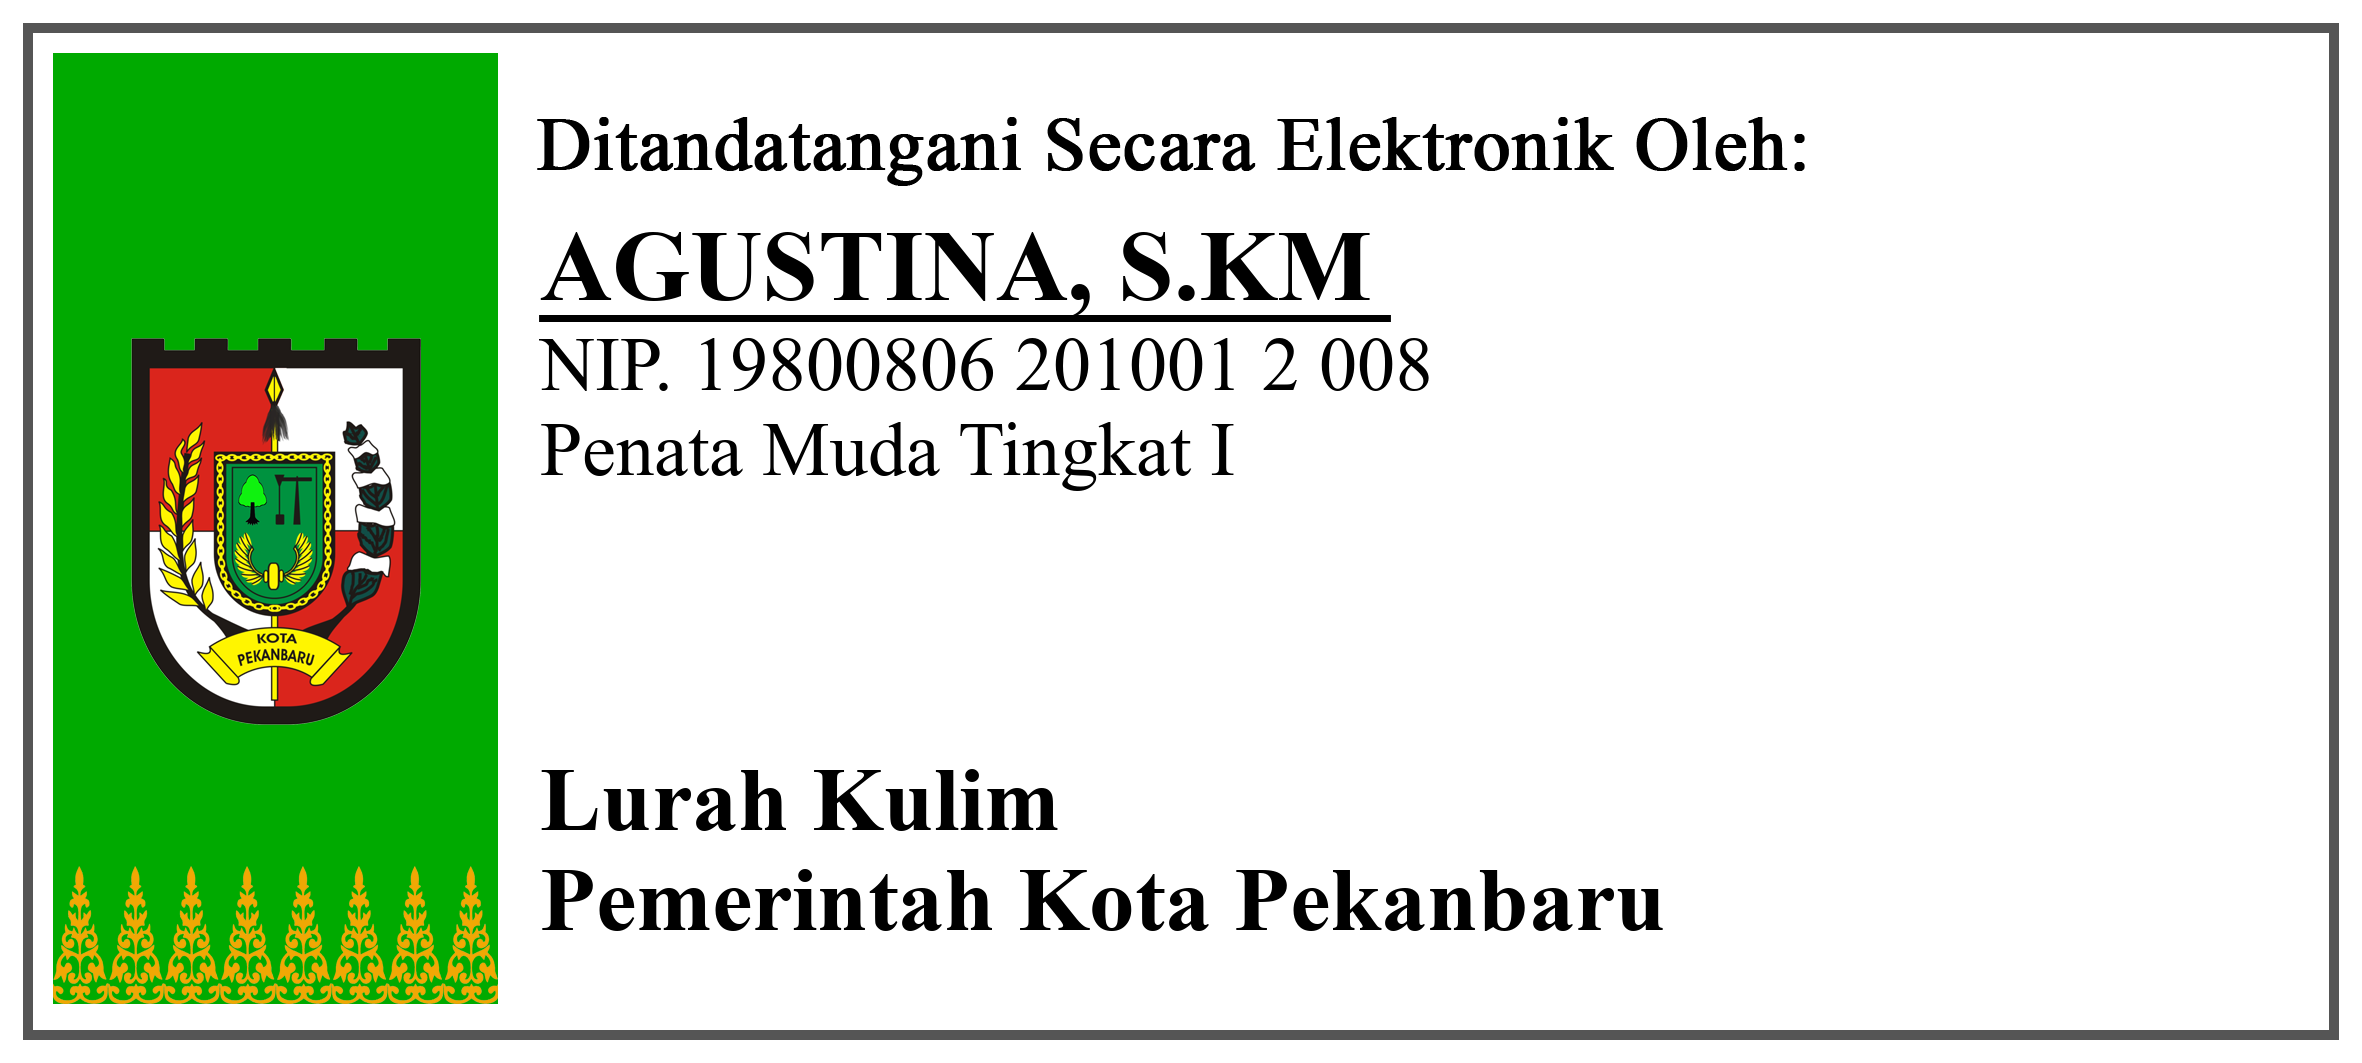 Ditandatangani Secara Elektronik Oleh:
AGUSTINA, S.KM
NIP. 19800806 201001 2 008
Penata Muda Tingkat I
KOTA
PEKANBARU
Lurah Kulim
Pemerintah Kota Pekanbaru